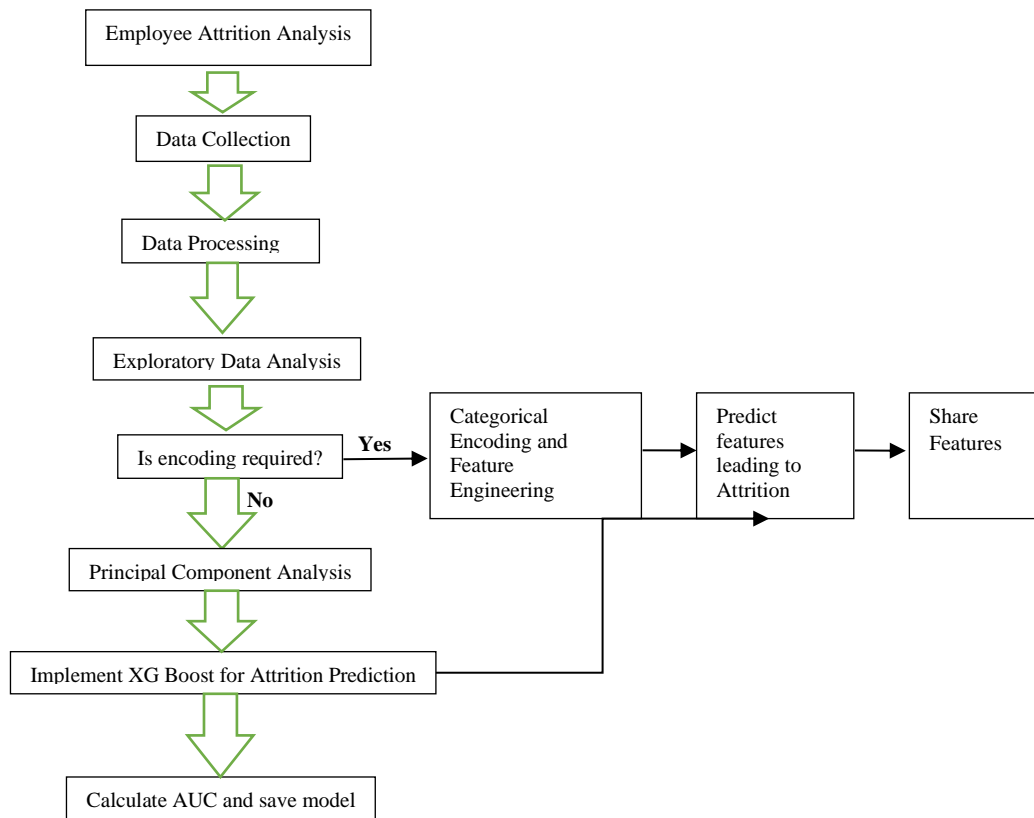 Employee Attrition Analysis
Data Collection
Data Processing
Exploratory Data Analysis
Is encoding required?
Yes
No
Categorical
Encoding and
Feature
Engineering
Predict
features
leading to
Attrition
Share
Features
Principal Component Analysis
Implement XG Boost for Attrition Prediction
Calculate AUC and save model